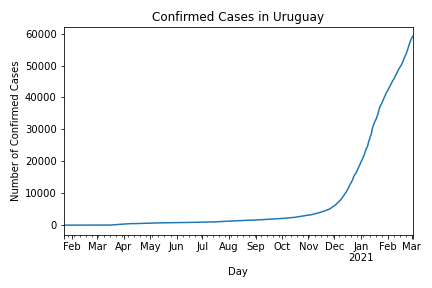 Confirmed Cases in Uruguay
60000
50000
40000
30000
20000
10000
0
Number of Confirmed Cases
Feb Mar Apr May Jun Jul Aug Sep Oct Nov Dec Jan Feb Mar
2021
Day